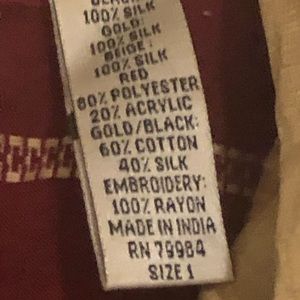 BLACK
100% SILK
GOLD:
100% SILK
BEIGE:
100% SILK
RED
80% POLYESTER
20% ACRYLIC
GOLD/BLACK:
60% COTTON
40% SILK
EMBROIDERY:
100% RAYON
MADE IN INDIA
RN 79984
SIZE 1